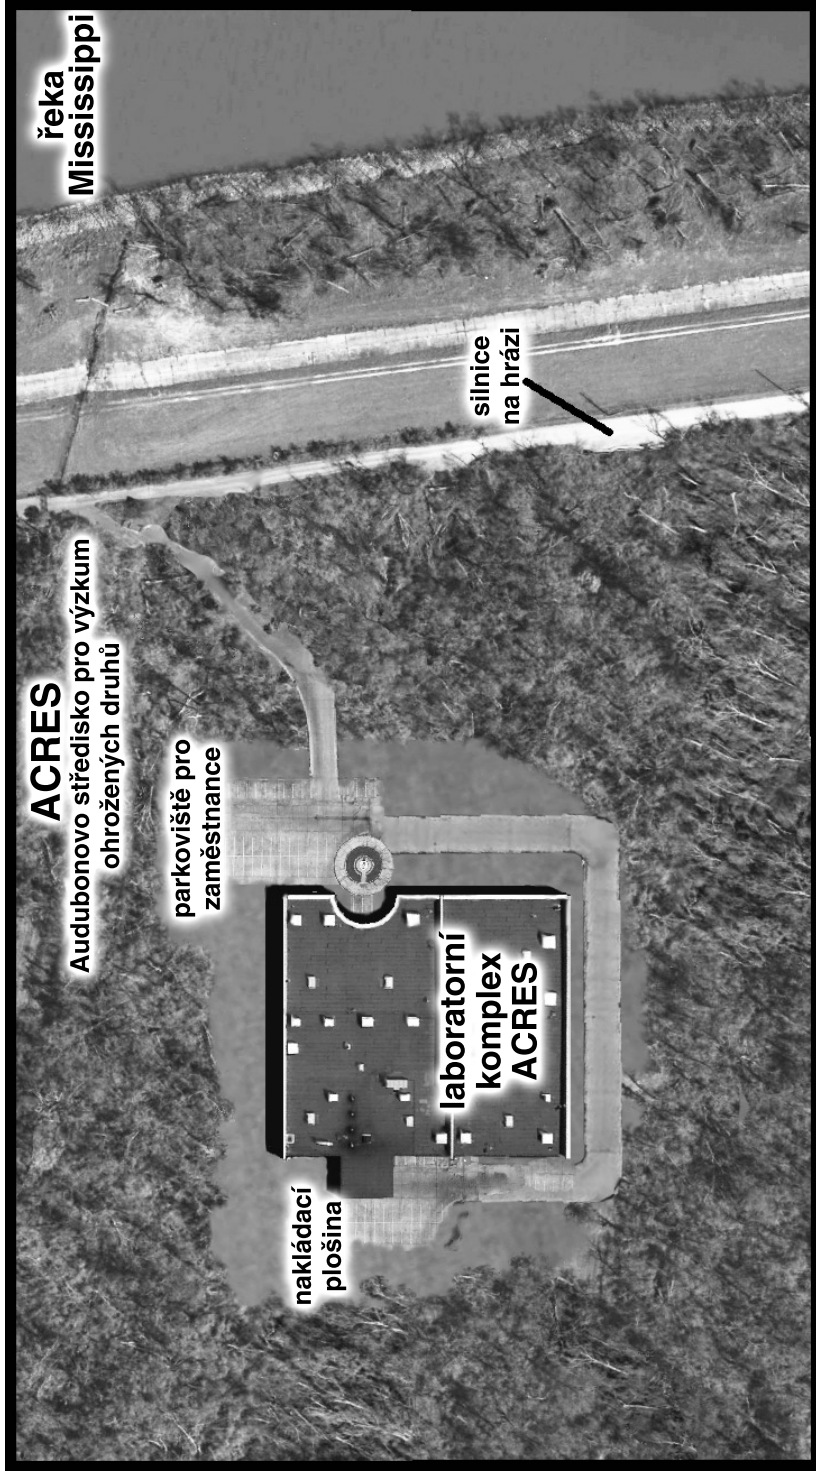 ACRES
Audubonovo středisko pro výzkum
ohrožených druhů
parkoviště pro
zaměstnance
nakládací
plošina
laboratorní
komplex
ACRES
silnice
na hrázi
řeka
Mississippi